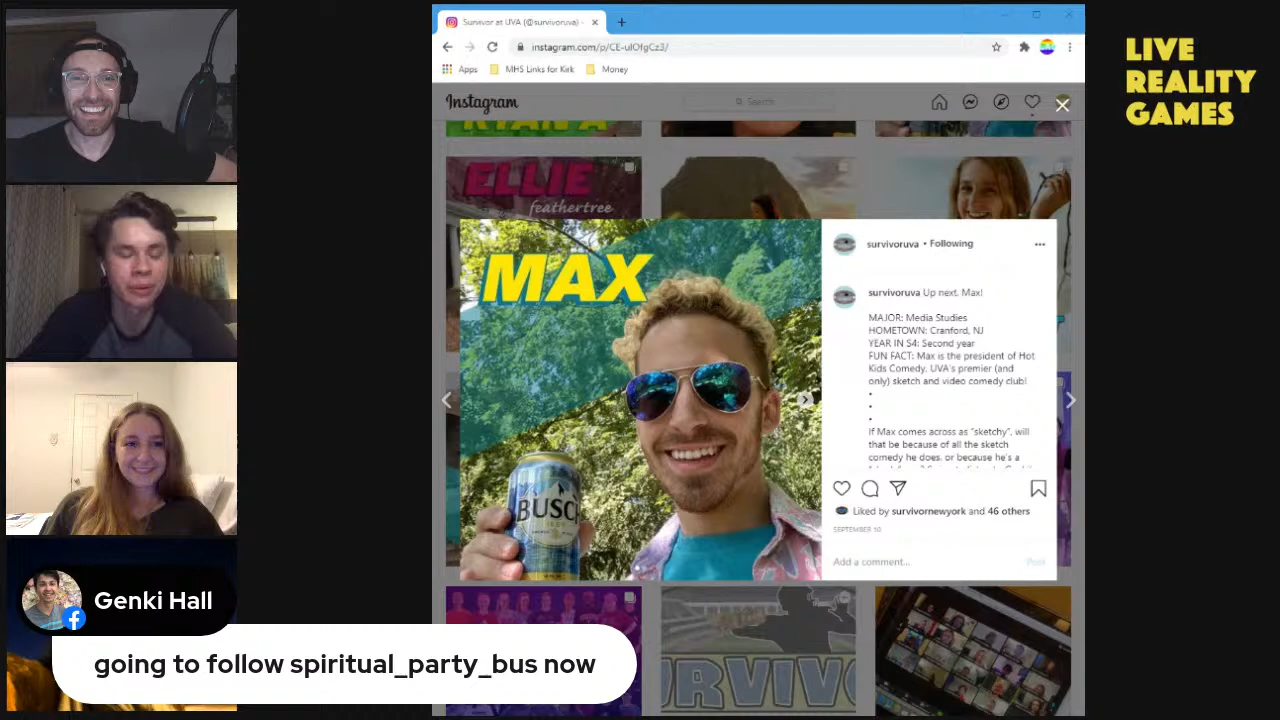 Survivor at UVA (@survivoruva) -
instagram.com/p/CE-ulOfgCz3/
Apps
MHS Links for Kirk
Money
LIVE
REALITY
GAMES
Instagram
Search
RYAN A
ELLIE
feathertree
MAX
BUSCH
survivoruva • Following
survivoruva Up next, Max!
MAJOR: Media Studies
HOMETOWN: Cranford, NJ
YEAR IN S4: Second year
FUN FACT: Max is the president of Hot
Kids Comedy, UVA's premier (and
only) sketch and video comedy club!
•
•
•
If Max comes across as "sketchy", will
that be because of all the sketch
comedy he does, or because he's a
Liked by survivornewyork and 46 others
SEPTEMBER 10
Add a comment...
Post
Genki Hall
going to follow spiritual_party_bus now
URVIVO